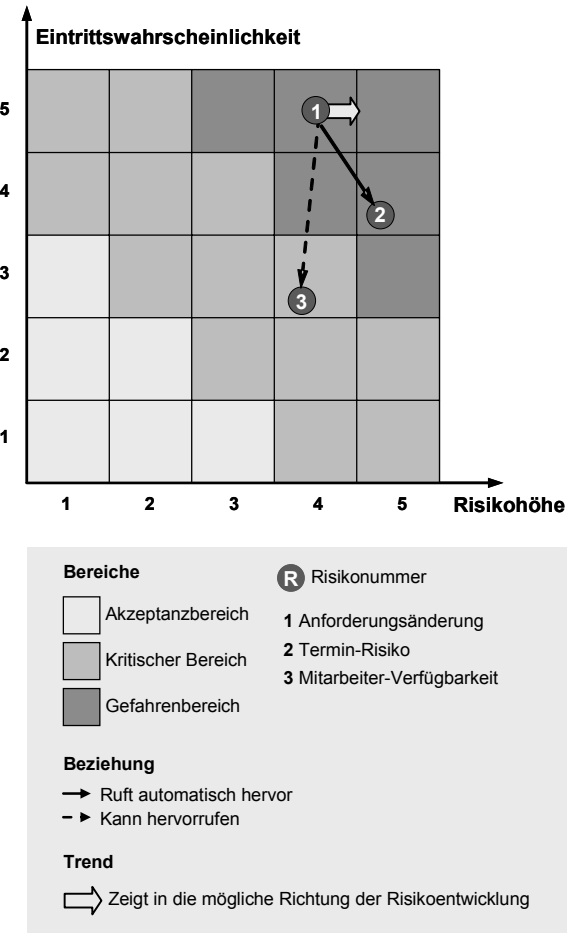 Eintrittswahrscheinlichkeit
5
1
4
2
3
3
2
1
1 2 3 4 5 Risikohöhe
Bereiche
R Risikonummer
Akzeptanzbereich
1 Anforderungsänderung
2 Termin-Risiko
Kritischer Bereich
3 Mitarbeiter-Verfügbarkeit
Gefahrenbereich
Beziehung
Ruft automatisch hervor
Kann hervorrufen
Trend
Zeigt in die mögliche Richtung der Risikoentwicklung